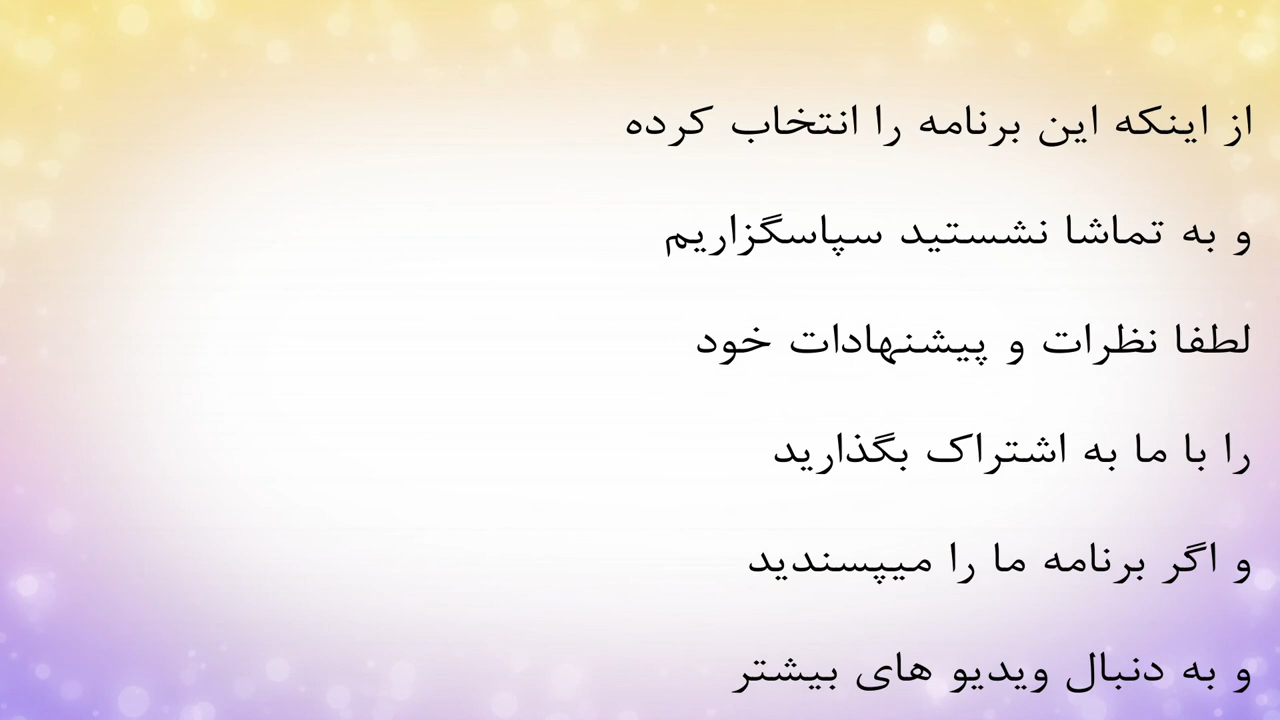 از اینکه این برنامه را انتخاب کرده
و به تماشا نشستید سپاسگزاریم
لطفا نظرات و پیشنهادات خود
را با ما به اشتراک بگذارید
و اگر برنامه ما را میپسندید
و به دنبال ویدیو های بیشتر